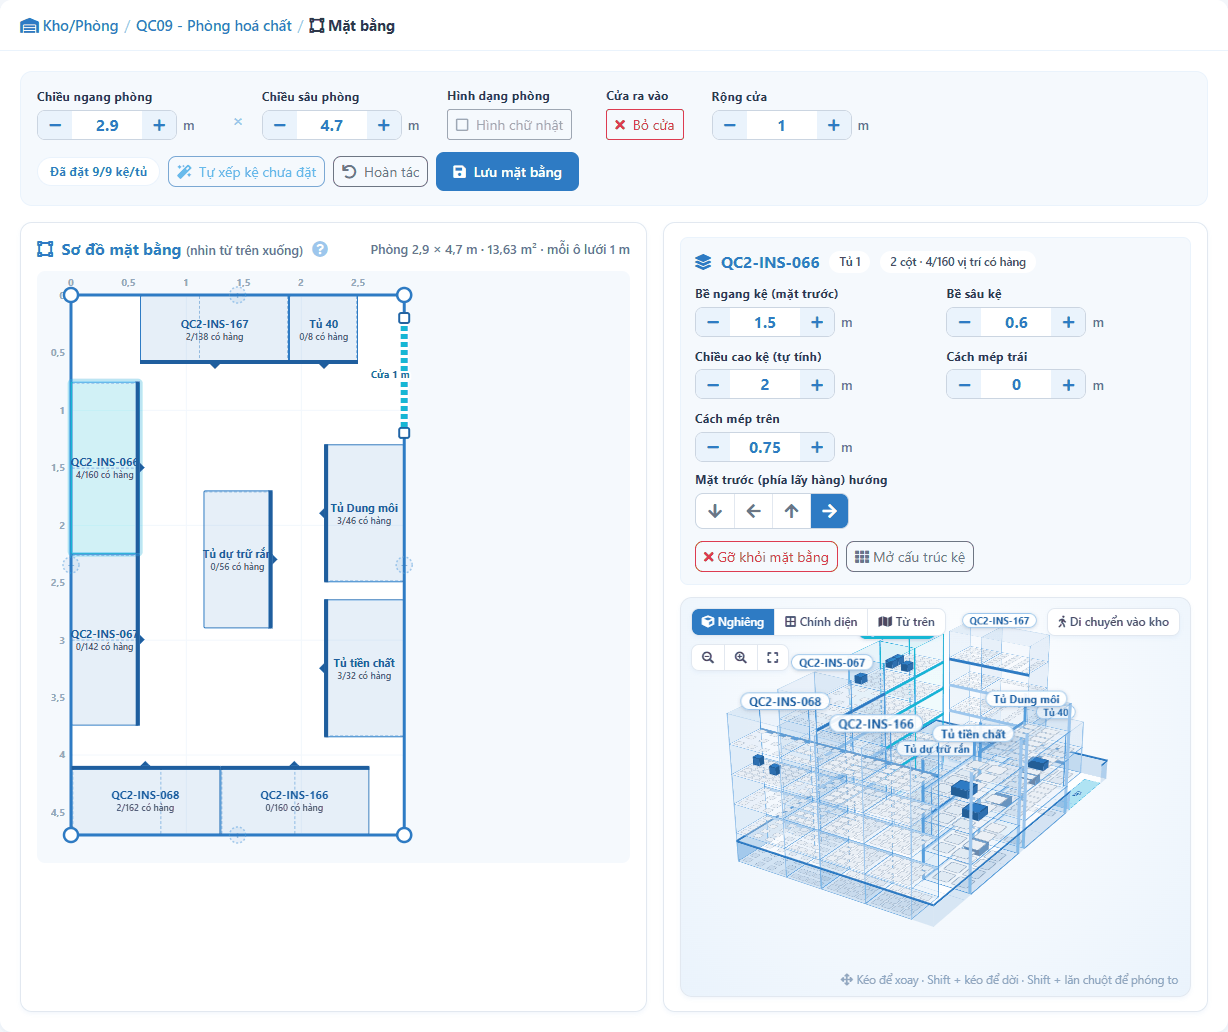 Kho/Phòng / QC09 - Phòng hoá chất / Mặt bằng
Chiều ngang phòng
2.9 m
×
Chiều sâu phòng
4.7 m
Hình dạng phòng
Hình chữ nhật
Cửa ra vào
Bỏ cửa
Rộng cửa
1 m
Đã đặt 9/9 kệ/tủ
Tự xếp kệ chưa đặt
Hoàn tác
Lưu mặt bằng
Sơ đồ mặt bằng (nhìn từ trên xuống) ?
Phòng 2,9 × 4,7 m · 13,63 m² · mỗi ô lưới 1 m
0 0,5 1 1,5 2 2,5
0
0,5
1
1,5
2
2,5
3
3,5
4
4,5
QC2-INS-167
2/138 có hàng
Tủ 40
0/8 có hàng
Cửa 1 m
QC2-INS-066
4/160 có hàng
Tủ Dung môi
3/46 có hàng
Tủ dự trữ rắn
0/56 có hàng
QC2-INS-067
0/142 có hàng
Tủ tiền chất
3/32 có hàng
QC2-INS-068
2/162 có hàng
QC2-INS-166
0/160 có hàng
QC2-INS-066
Tủ 1
2 cột · 4/160 vị trí có hàng
Bề ngang kệ (mặt trước)
1.5 m
Bề sâu kệ
0.6 m
Chiều cao kệ (tự tính)
2 m
Cách mép trái
0 m
Cách mép trên
0.75 m
Mặt trước (phía lấy hàng) hướng
Gỡ khỏi mặt bằng
Mở cấu trúc kệ
Nghiêng
Chính diện
Từ trên
QC2-INS-167
Di chuyển vào kho
QC2-INS-067
QC2-INS-068
Tủ Dung môi
Tủ 40
QC2-INS-166
Tủ tiền chất
Tủ dự trữ rắn
Kéo để xoay · Shift + kéo để dời · Shift + lăn chuột để phóng to